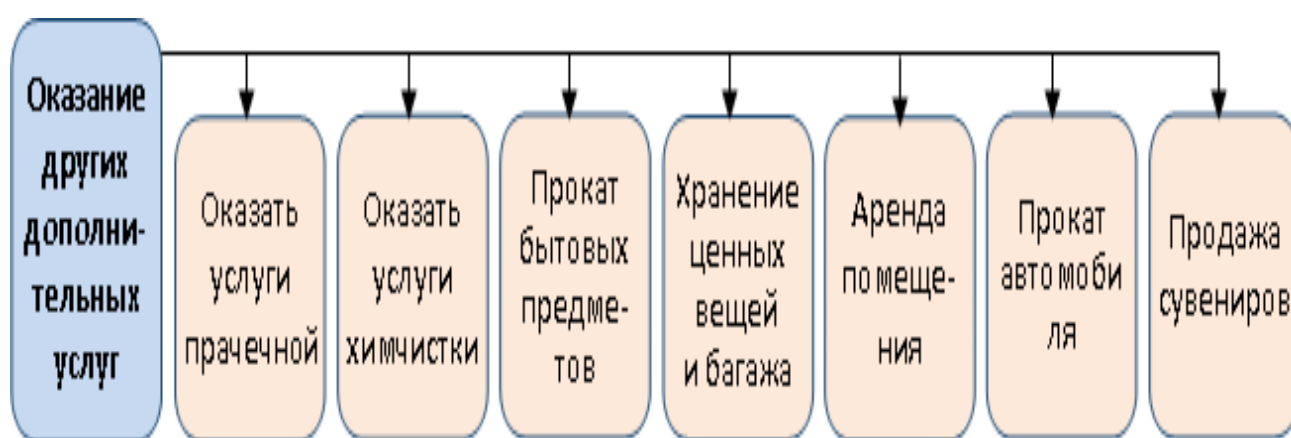 Оказание
других
дополни-
тельных
услуг
Оказать
услуги
прачечной
Оказать
услуги
химчистки
Прокат
бытовых
предме-
тов
Хранение
ценных
вещей
и багажа
Аренда
помеще-
ния
Прокат
автомоби
ля
Продажа
сувениров